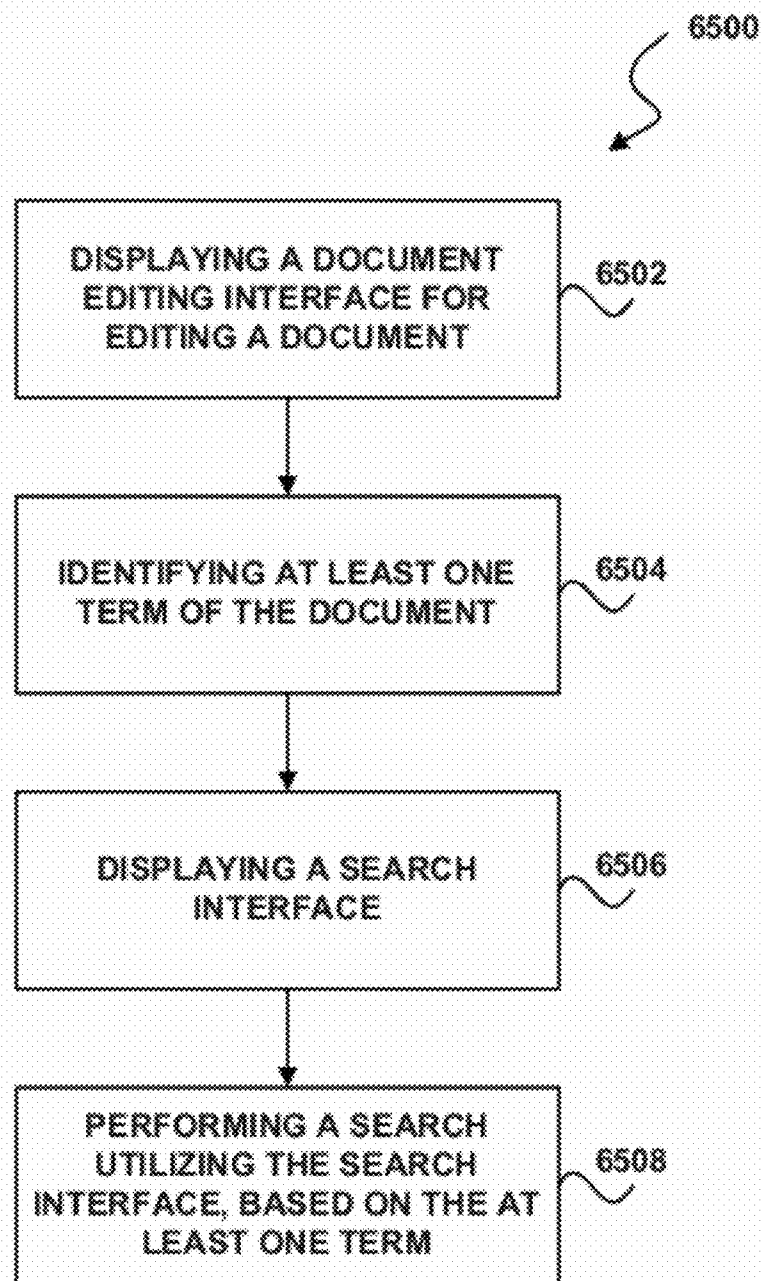 6500
DISPLAYING A DOCUMENT
EDITING INTERFACE FOR
EDITING A DOCUMENT
6502
IDENTIFYING AT LEAST ONE
TERM OF THE DOCUMENT
6504
DISPLAYING A SEARCH
INTERFACE
6506
PERFORMING A SEARCH
UTILIZING THE SEARCH
INTERFACE, BASED ON THE AT
LEAST ONE TERM
6508